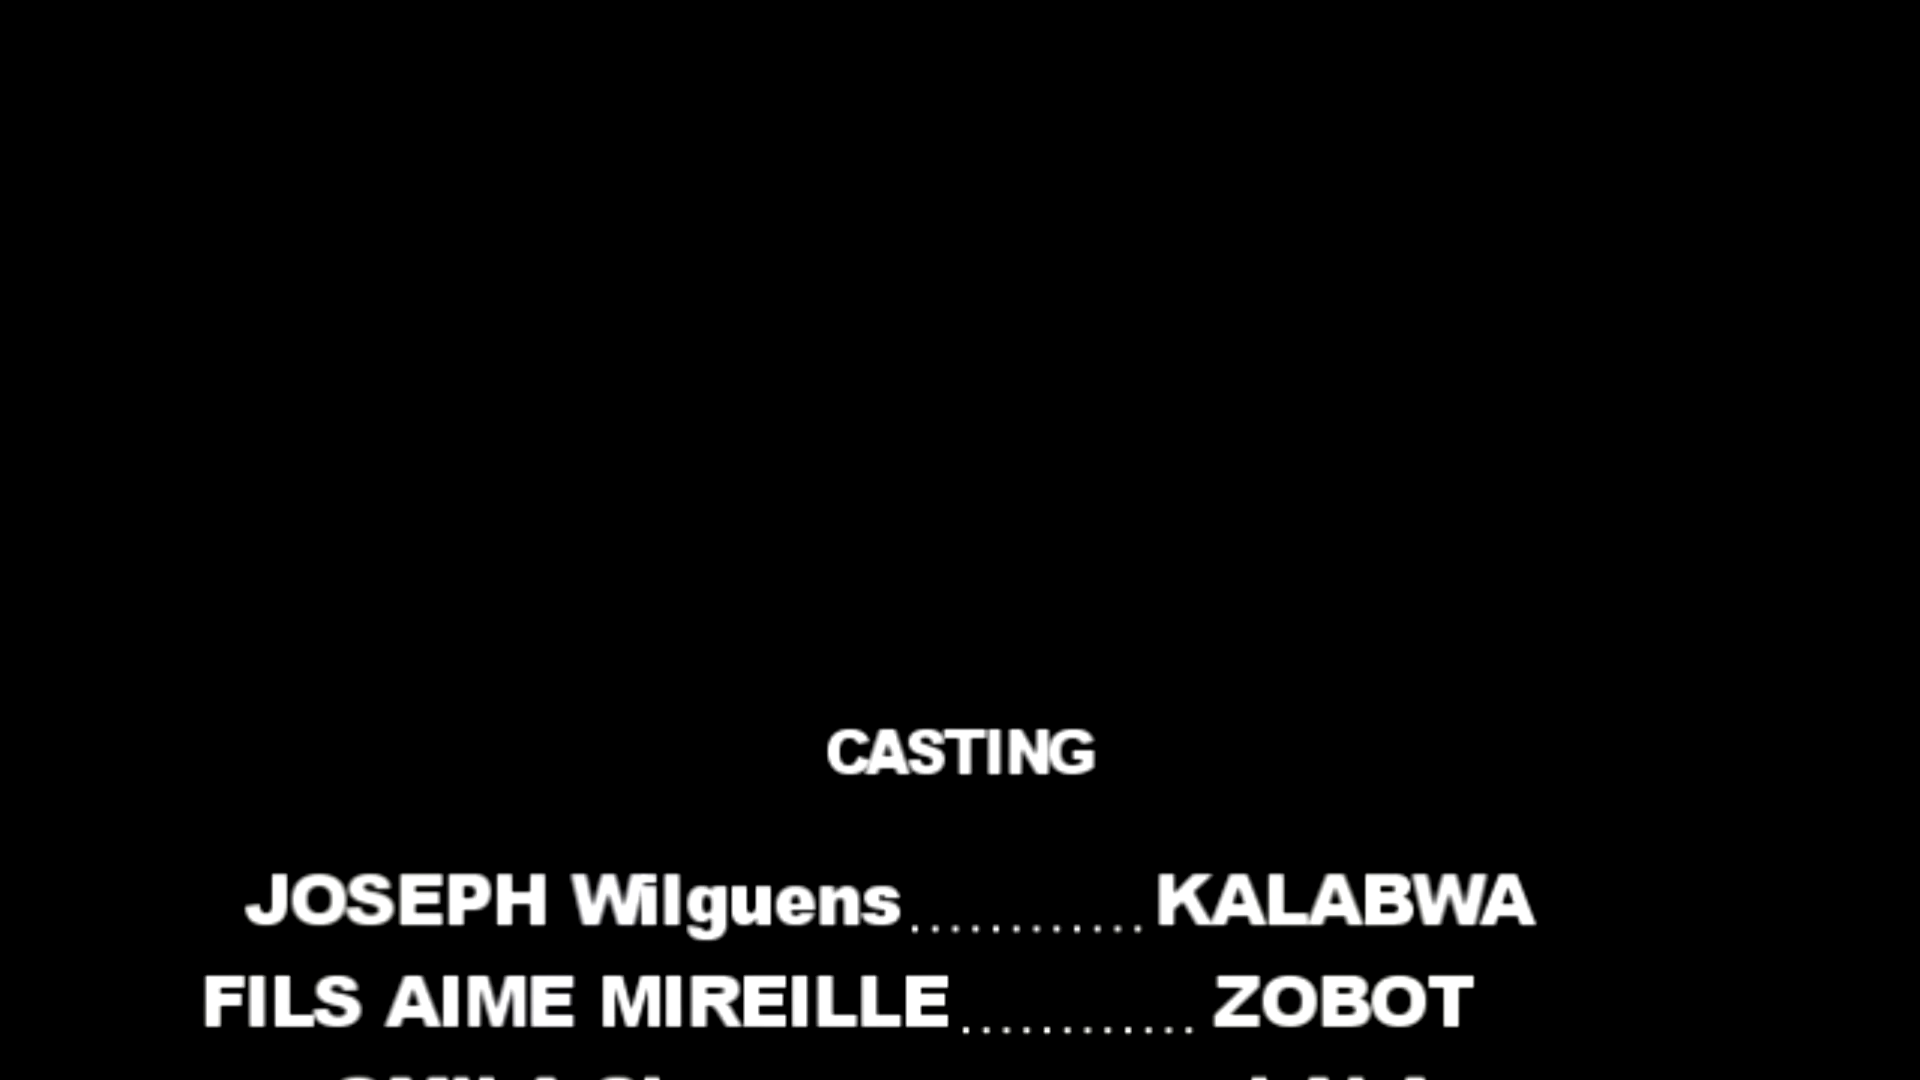 CASTING
JOSEPH Wilguens............KALABWA
FILS AIME MIREILLE............ZOBOT